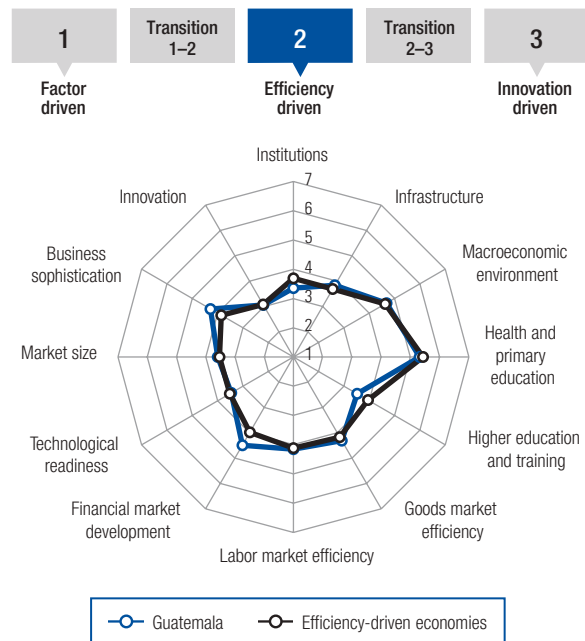 1
Transition
1–2
2
Transition
2–3
3
Factor
driven
Efficiency
driven
Innovation
driven
Institutions
Infrastructure
Macroeconomic
environment
Health and
primary
education
Higher education
and training
Goods market
efficiency
Labor market efficiency
Financial market
development
Technological
readiness
Market size
Business
sophistication
Innovation
7
6
5
4
3
2
1
Guatemala
Efficiency-driven economies